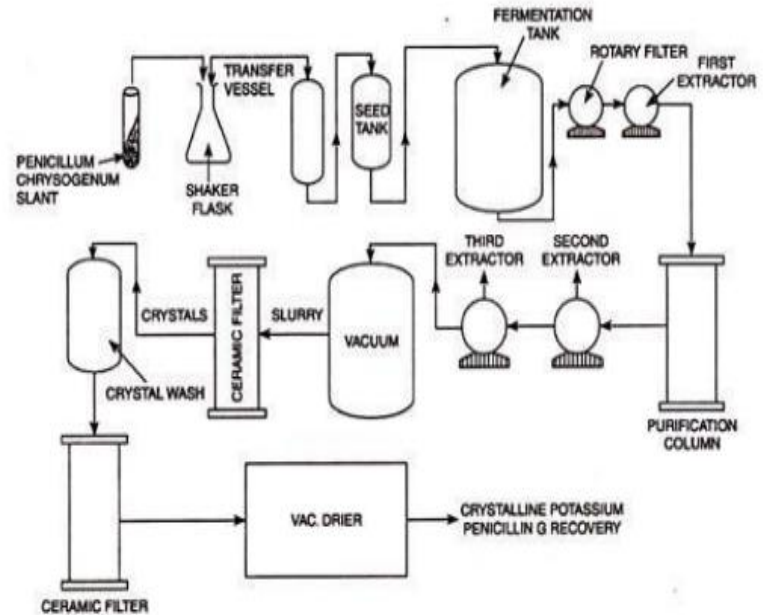 FERMENTATION
TANK
ROTARY FILTER
FIRST
EXTRACTOR
TRANSFER
VESSEL
SEED
TANK
PENICILLUM
CHRYSOGENUM
SLANT
SHAKER
FLASK
THIRD
EXTRACTOR
SECOND
EXTRACTOR
CRYSTALS
CERAMIC FILTER
SLURRY
VACUUM
CRYSTAL WASH
PURIFICATION
COLUMN
VAC. DRIER
CRYSTALLINE POTASSIUM
PENICILLIN G RECOVERY
CERAMIC FILTER